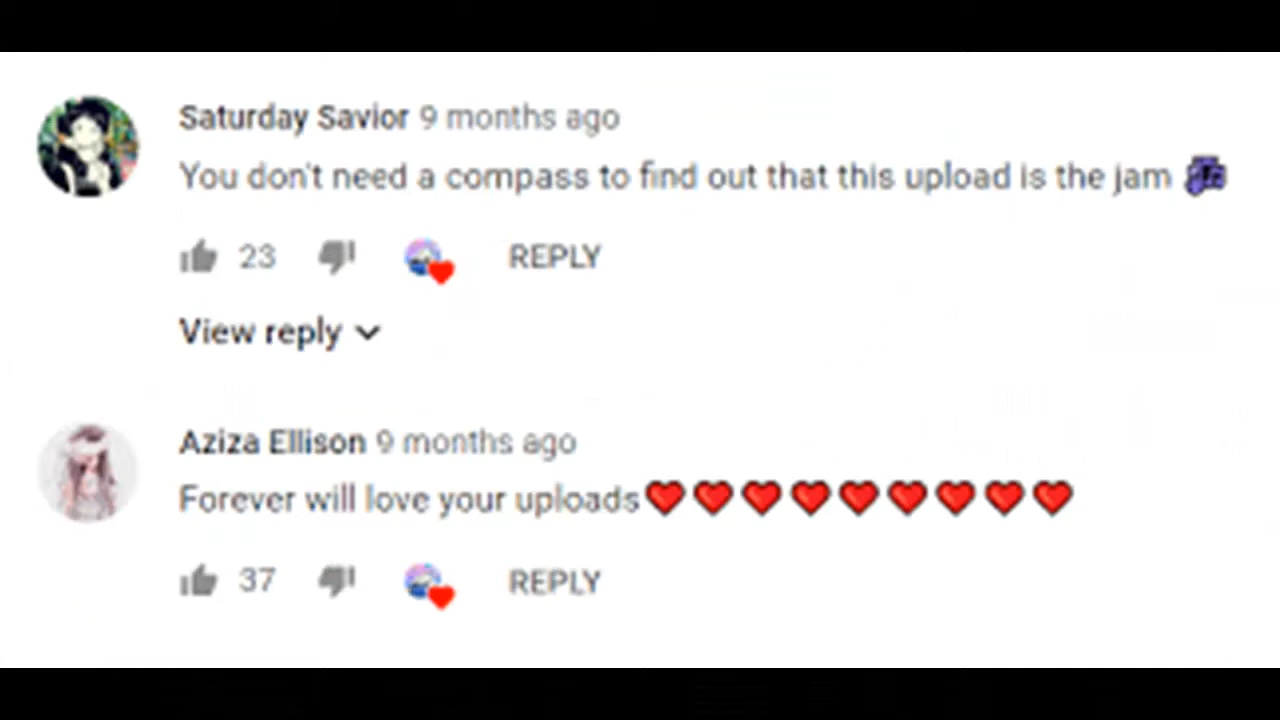 Saturday Savior 9 months ago
You don't need a compass to find out that this upload is the jam 🎶
23 REPLY
View reply
Aziza Ellison 9 months ago
Forever will love your uploads❤️❤️❤️❤️❤️❤️❤️❤️❤️
37 REPLY